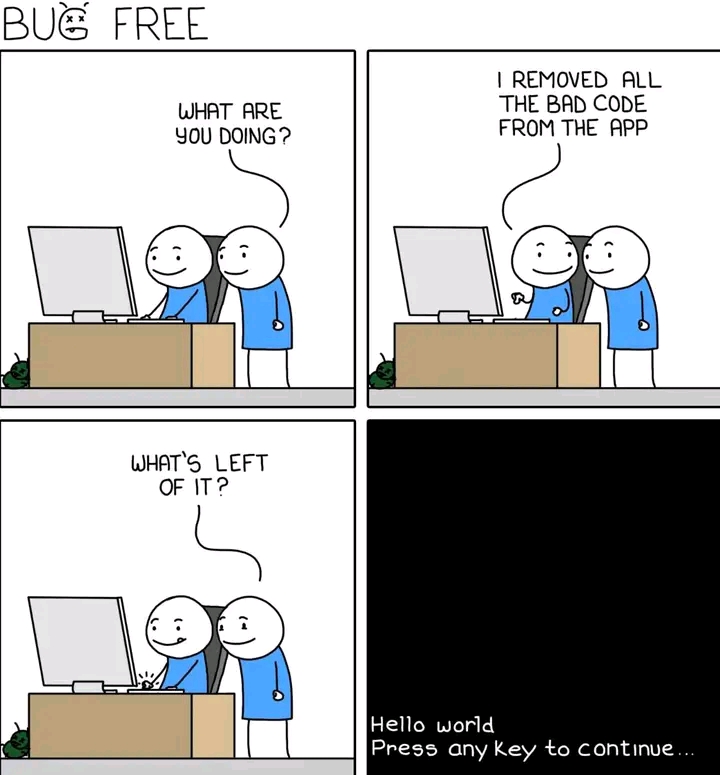 BUG FREE
WHAT ARE
YOU DOING?
I REMOVED ALL
THE BAD CODE
FROM THE APP
WHAT'S LEFT
OF IT?
Hello world
Press any key to continue...